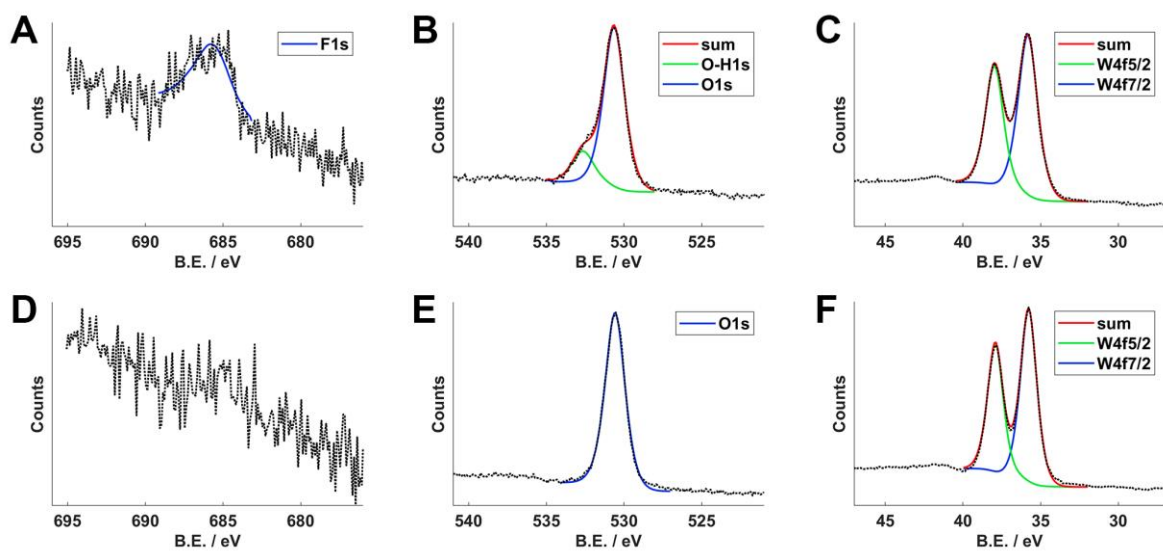 A
F1s
Counts
695 690 685 680
B.E. / eV
B
sum
O-H1s
O1s
Counts
540 535 530 525
B.E. / eV
C
sum
W4f5/2
W4f7/2
Counts
45 40 35 30
B.E. / eV
D
Counts
695 690 685 680
B.E. / eV
E
O1s
Counts
540 535 530 525
B.E. / eV
F
sum
W4f5/2
W4f7/2
Counts
45 40 35 30
B.E. / eV